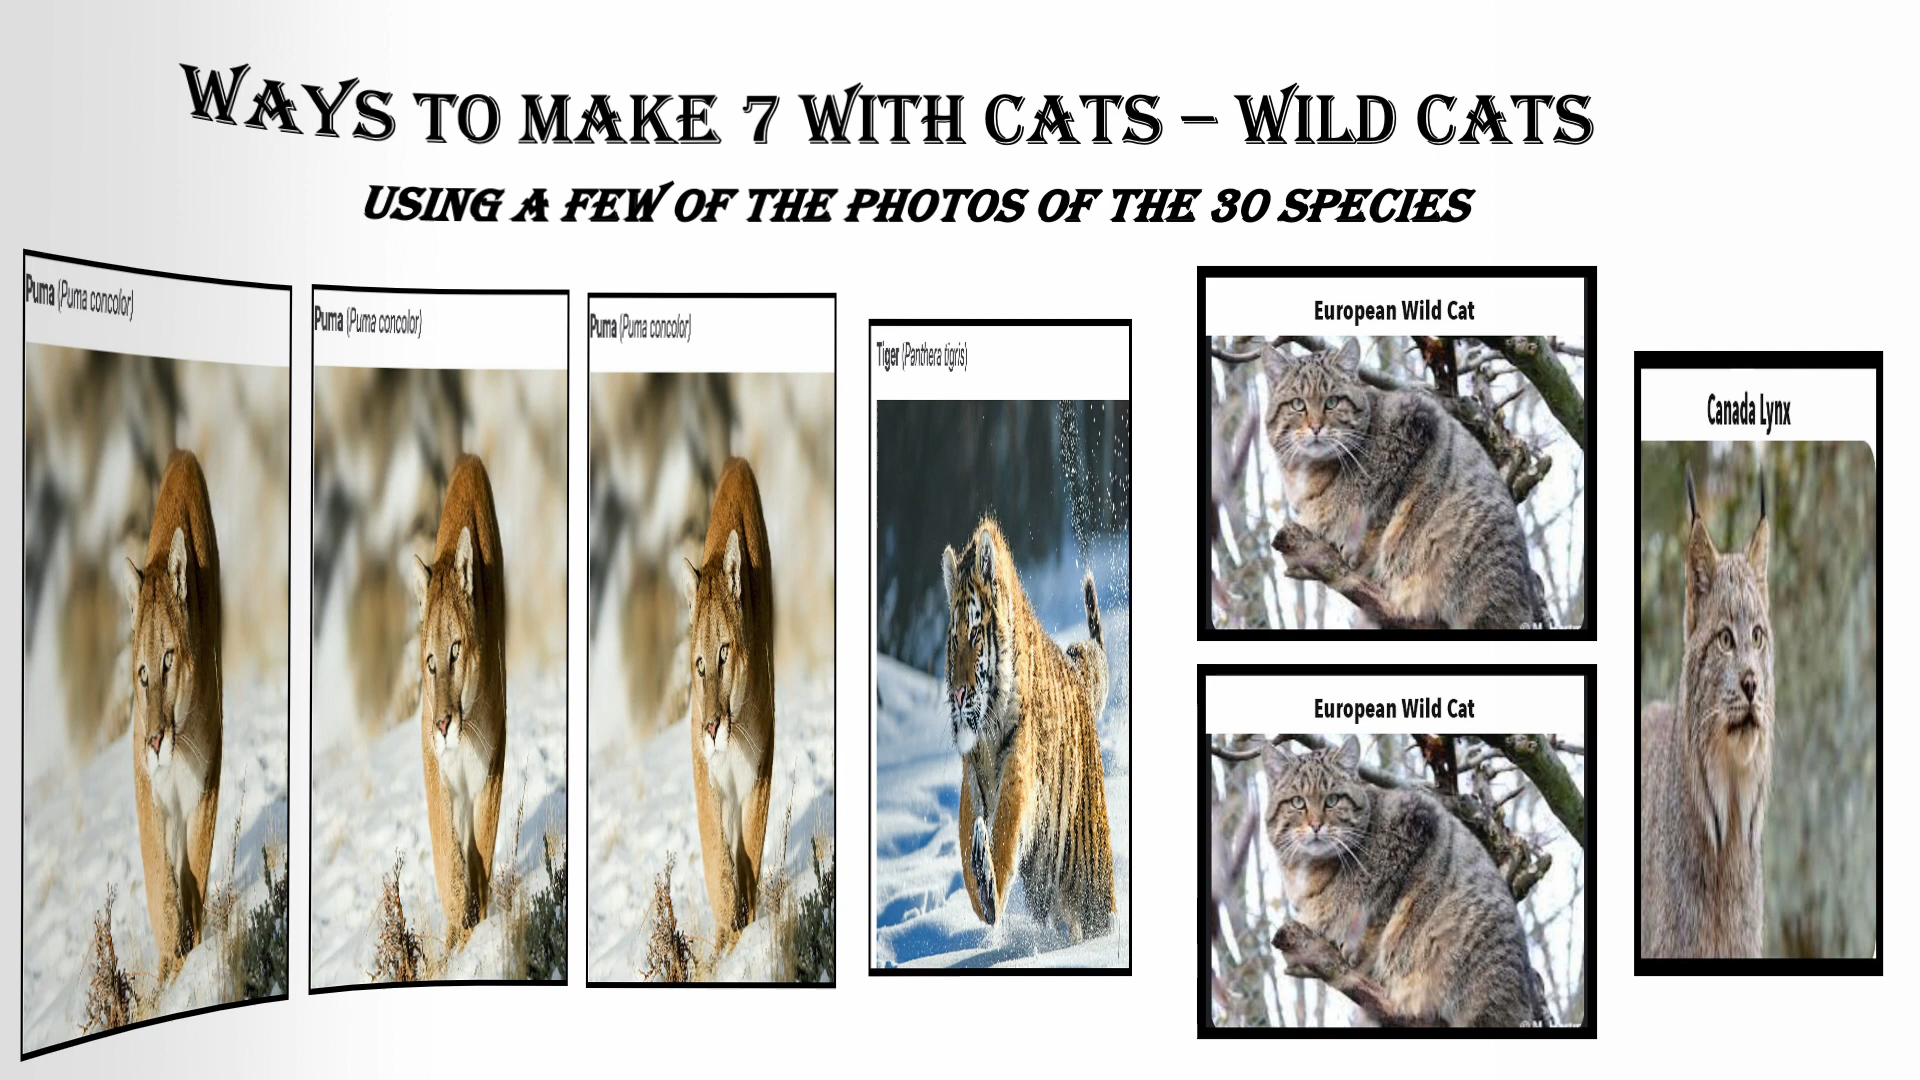 WAYS TO MAKE 7 WITH CATS – WILD CATS
USING A FEW OF THE PHOTOS OF THE 30 SPECIES
Puma (Puma concolor)
Puma (Puma concolor)
Puma (Puma concolor)
Tiger (Panthera tigris)
European Wild Cat
European Wild Cat
Canada Lynx